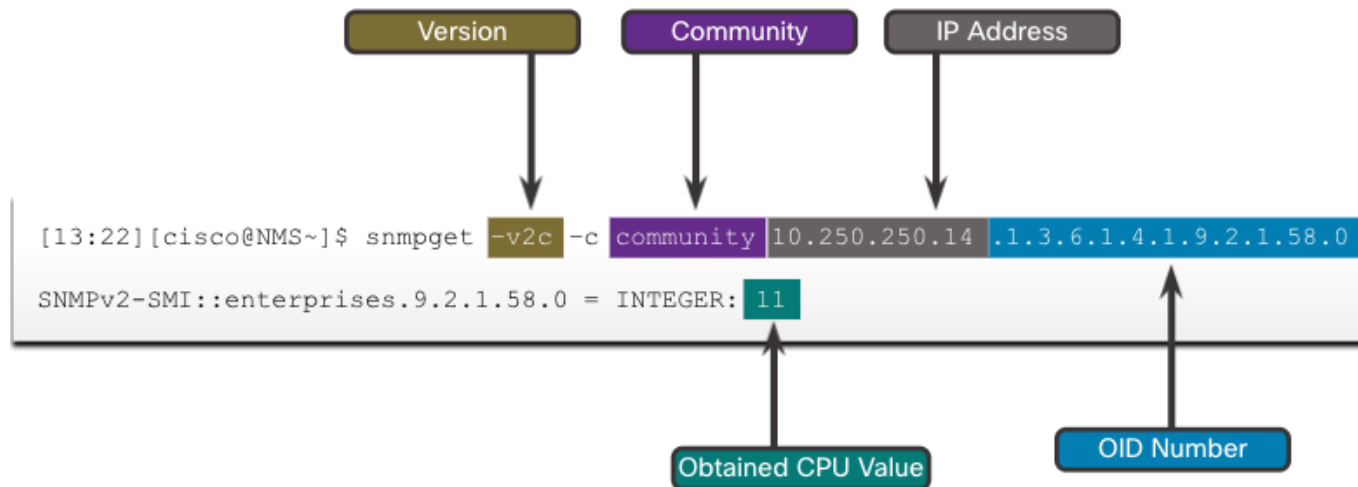 Version Community IP Address
[13:22][cisco@NMS~]$ snmpget -v2c -c community 10.250.250.14 .1.3.6.1.4.1.9.2.1.58.0
SNMPv2-SMI::enterprises.9.2.1.58.0 = INTEGER: 11
Obtained CPU Value OID Number